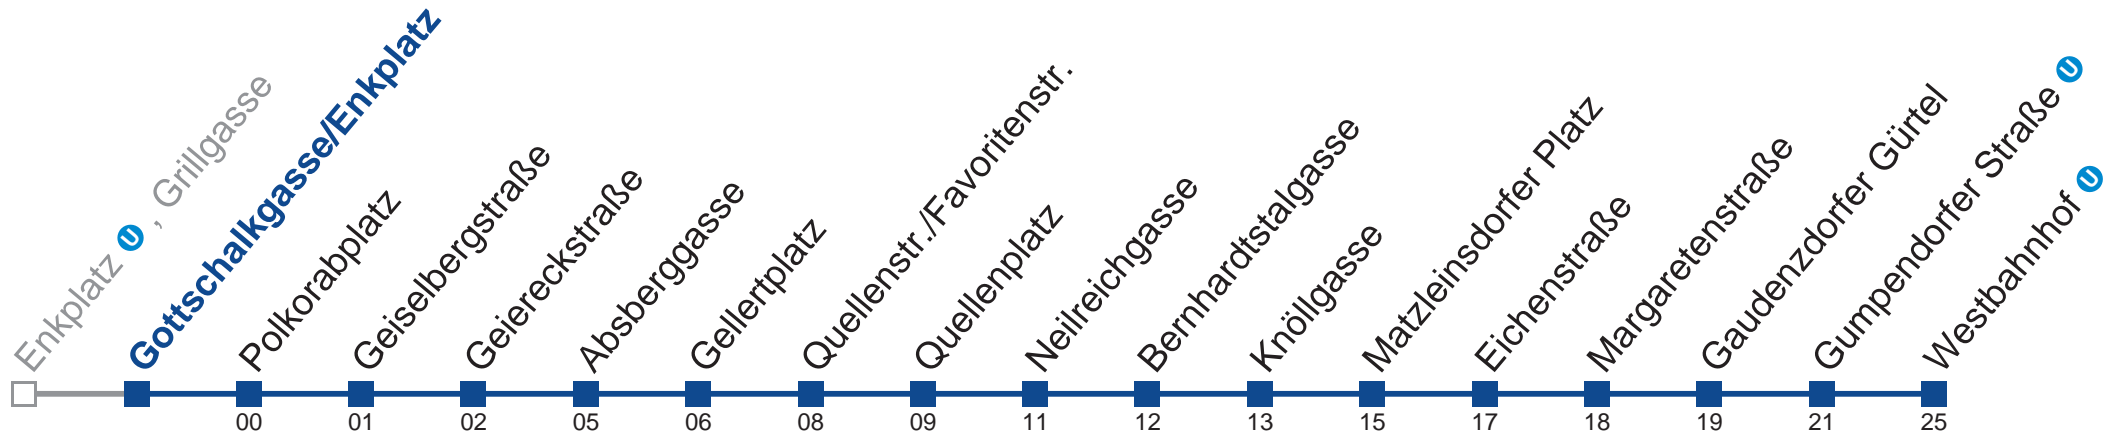 Enkplatz U , Grillgasse
Gottschalkgasse/Enkplatz
Polkorabplatz
Geiselbergstraße
Geiereckstraße
Absberggasse
Gellertplatz
Quellenstr./Favoritenstr.
Quellenplatz
Neilreichgasse
Bernhardtstalgasse
Knöllgasse
Matzleinsdorfer Platz
Eichenstraße
Margaretenstraße
Gaudenzdorfer Gürtel
Gumpendorfer Straße U
Westbahnhof U
00 01 02 05 06 08 09 11 12 13 15 17 18 19 21 25